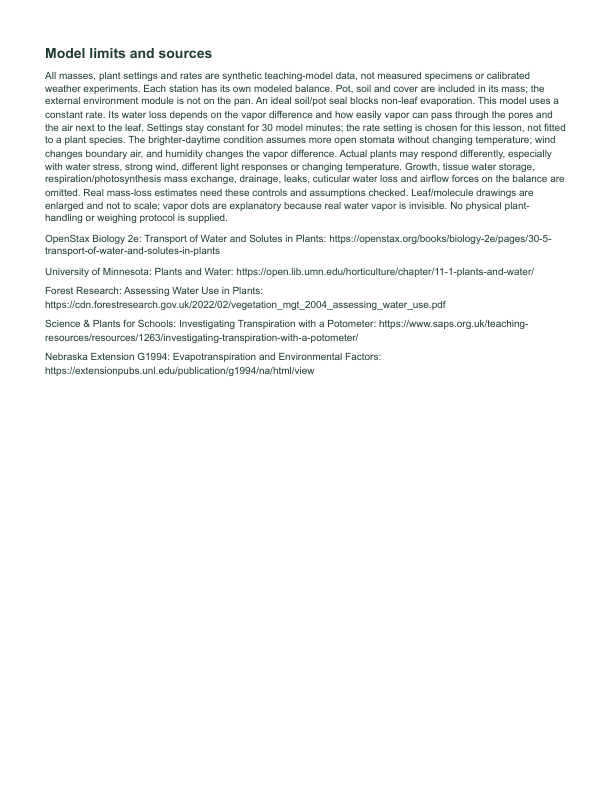 Model limits and sources
All masses, plant settings and rates are synthetic teaching-model data, not measured specimens or calibrated
weather experiments. Each station has its own modeled balance. Pot, soil and cover are included in its mass; the
external environment module is not on the pan. An ideal soil/pot seal blocks non-leaf evaporation. This model uses a
constant rate. Its water loss depends on the vapor difference and how easily vapor can pass through the pores and
the air next to the leaf. Settings stay constant for 30 model minutes; the rate setting is chosen for this lesson, not fitted
to a plant species. The brighter-daytime condition assumes more open stomata without changing temperature; wind
changes boundary air, and humidity changes the vapor difference. Actual plants may respond differently, especially
with water stress, strong wind, different light responses or changing temperature. Growth, tissue water storage,
respiration/photosynthesis mass exchange, drainage, leaks, cuticular water loss and airflow forces on the balance are
omitted. Real mass-loss estimates need these controls and assumptions checked. Leaf/molecule drawings are
enlarged and not to scale; vapor dots are explanatory because real water vapor is invisible. No physical plant-
handling or weighing protocol is supplied.
OpenStax Biology 2e: Transport of Water and Solutes in Plants: https://openstax.org/books/biology-2e/pages/30-5-
transport-of-water-and-solutes-in-plants
University of Minnesota: Plants and Water: https://open.lib.umn.edu/horticulture/chapter/11-1-plants-and-water/
Forest Research: Assessing Water Use in Plants:
https://cdn.forestresearch.gov.uk/2022/02/vegetation_mgt_2004_assessing_water_use.pdf
Science & Plants for Schools: Investigating Transpiration with a Potometer: https://www.saps.org.uk/teaching-
resources/resources/1263/investigating-transpiration-with-a-potometer/
Nebraska Extension G1994: Evapotranspiration and Environmental Factors:
https://extensionpubs.unl.edu/publication/g1994/na/html/view